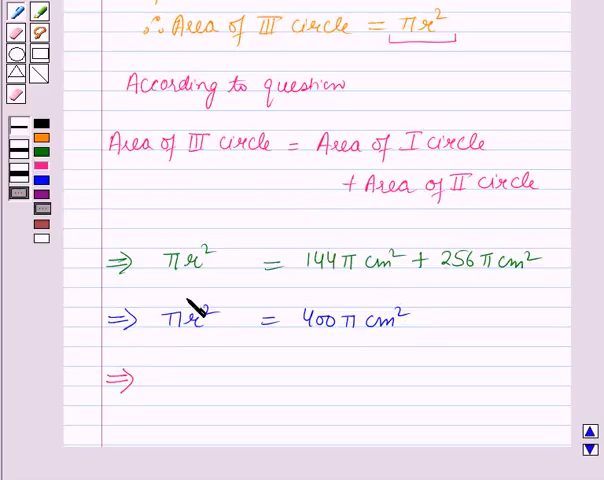 ∴ Area of III circle = πr²
According to question
Area of III circle = Area of I circle
+ Area of II circle
⇒ πr² = 144π cm² + 256π cm²
⇒ πr² = 400π cm²
⇒